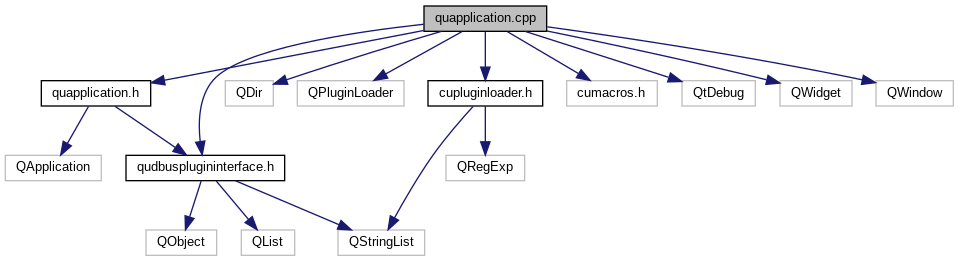 quapplication.cpp
quapplication.h
QDir
QPluginLoader
cupluginloader.h
cumacros.h
QtDebug
QWidget
QWindow
QApplication
qudbusplugininterface.h
QRegExp
QObject
QList
QStringList